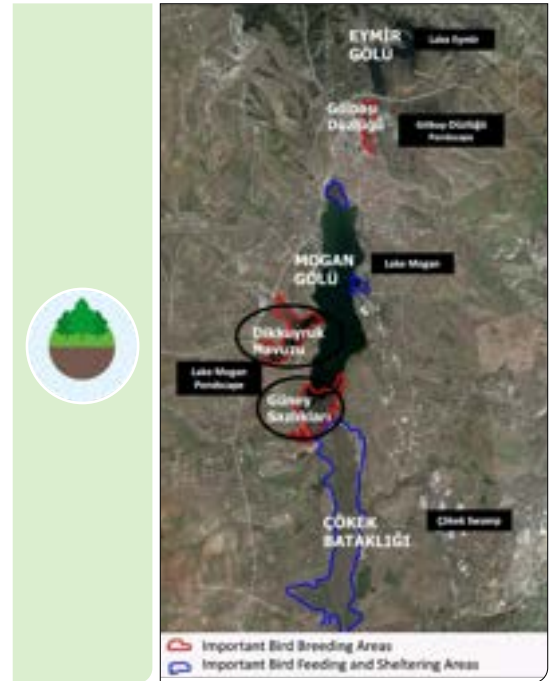 EYMİR
GÖLÜ
Lake Eymir
Gölbaşı
Düzlüğü
Gölbaşı Düzlüğü
Pondscape
MOGAN
GÖLÜ
Lake Mogan
Dikkuyruk
Havuzu
Lake Mogan
Pondscape
Güney
Sazlıkları
ÇÖKEK
BATAKLIĞI
Çökek Swamp
Important Bird Breeding Areas
Important Bird Feeding and Sheltering Areas